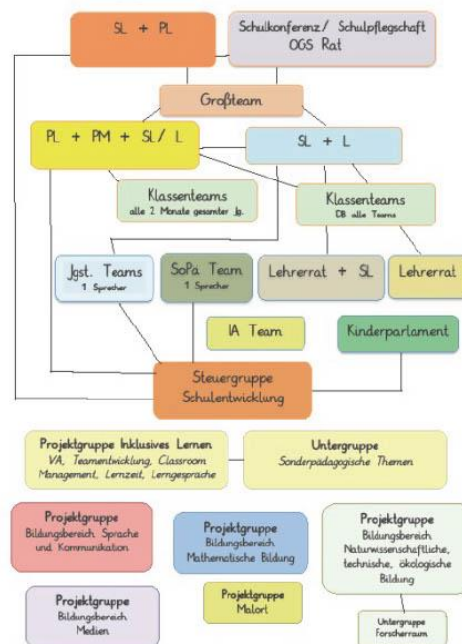 SL + PL
Schulkonferenz/ Schulpflegschaft
OGS Rat
Großteam
PL + PM + SL/ L
SL + L
Klassenteams
alle 2 Monate gesamter Jg.
Klassenteams
DB alle Teams
Jgst. Teams
1 Sprecher
SoPa Team
1 Sprecher
Lehrerrat + SL
Lehrerrat
IA Team
Kinderparlament
Steuergruppe
Schulentwicklung
Projektgruppe Inklusives Lernen
VA, Teamentwicklung, Classroom
Management, Lernzeit, Lerngespräche
Untergruppe
Sonderpädagogische Themen
Projektgruppe
Bildungsbereich Sprache
und Kommunikation
Projektgruppe
Bildungsbereich
Mathematische Bildung
Projektgruppe
Bildungsbereich
Naturwissenschaftliche,
technische, ökologische
Bildung
Projektgruppe
Bildungsbereich
Medien
Projektgruppe
Malort
Untergruppe
Forscherraum